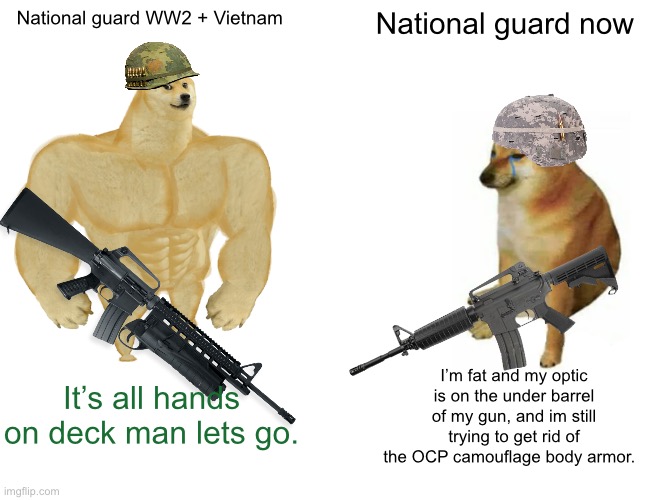 National guard WW2 + Vietnam
National guard now
It's all hands
on deck man lets go.
I'm fat and my optic
is on the under barrel
of my gun, and im still
trying to get rid of
the OCP camouflage body armor.
imgflip.com